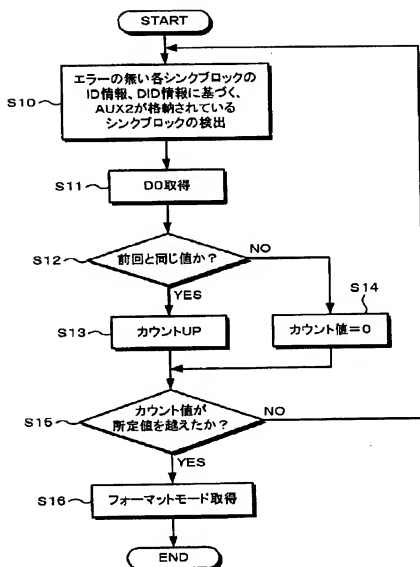 START
S10
エラーの無い各シンクブロックの
ID情報、DID情報に基づく、
AUX2が格納されている
シンクブロックの検出
S11
D0取得
S12
前回と同じ値か?
NO
YES
S13
カウントUP
S14
カウント値=0
S15
カウント値が
所定値を越えたか?
NO
YES
S16
フォーマットモード取得
END